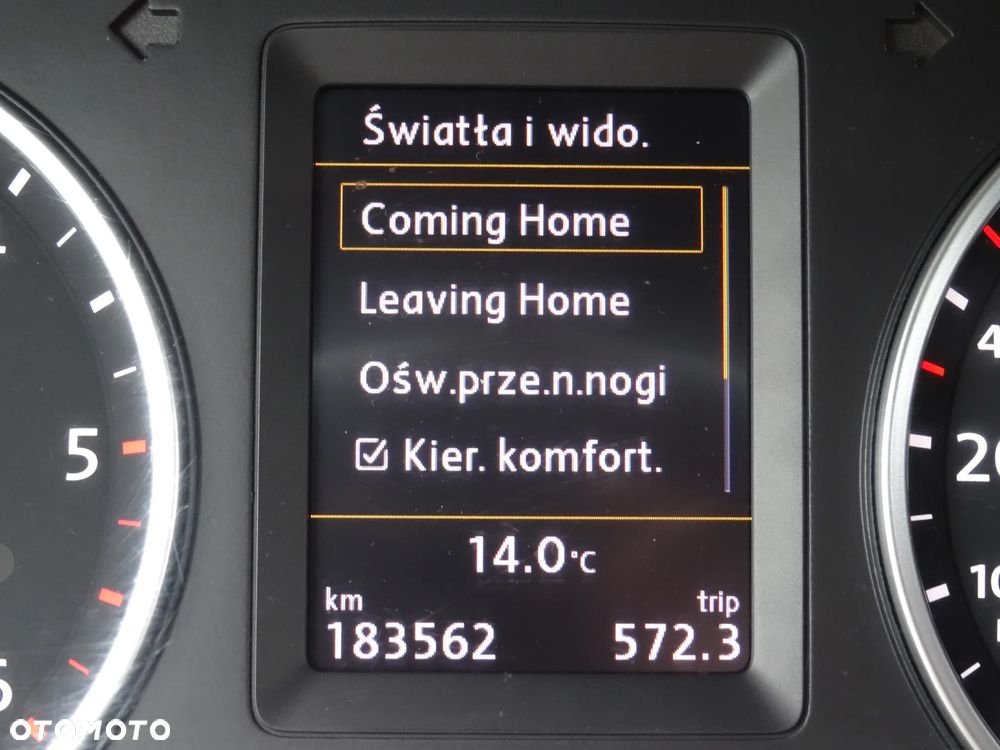 Światła i wido.
Coming Home
Leaving Home
Ośw.prze.n.nogi
Kier. komfort.
14.0°C
km trip
183562 572.3
5
20
OTOMOTO